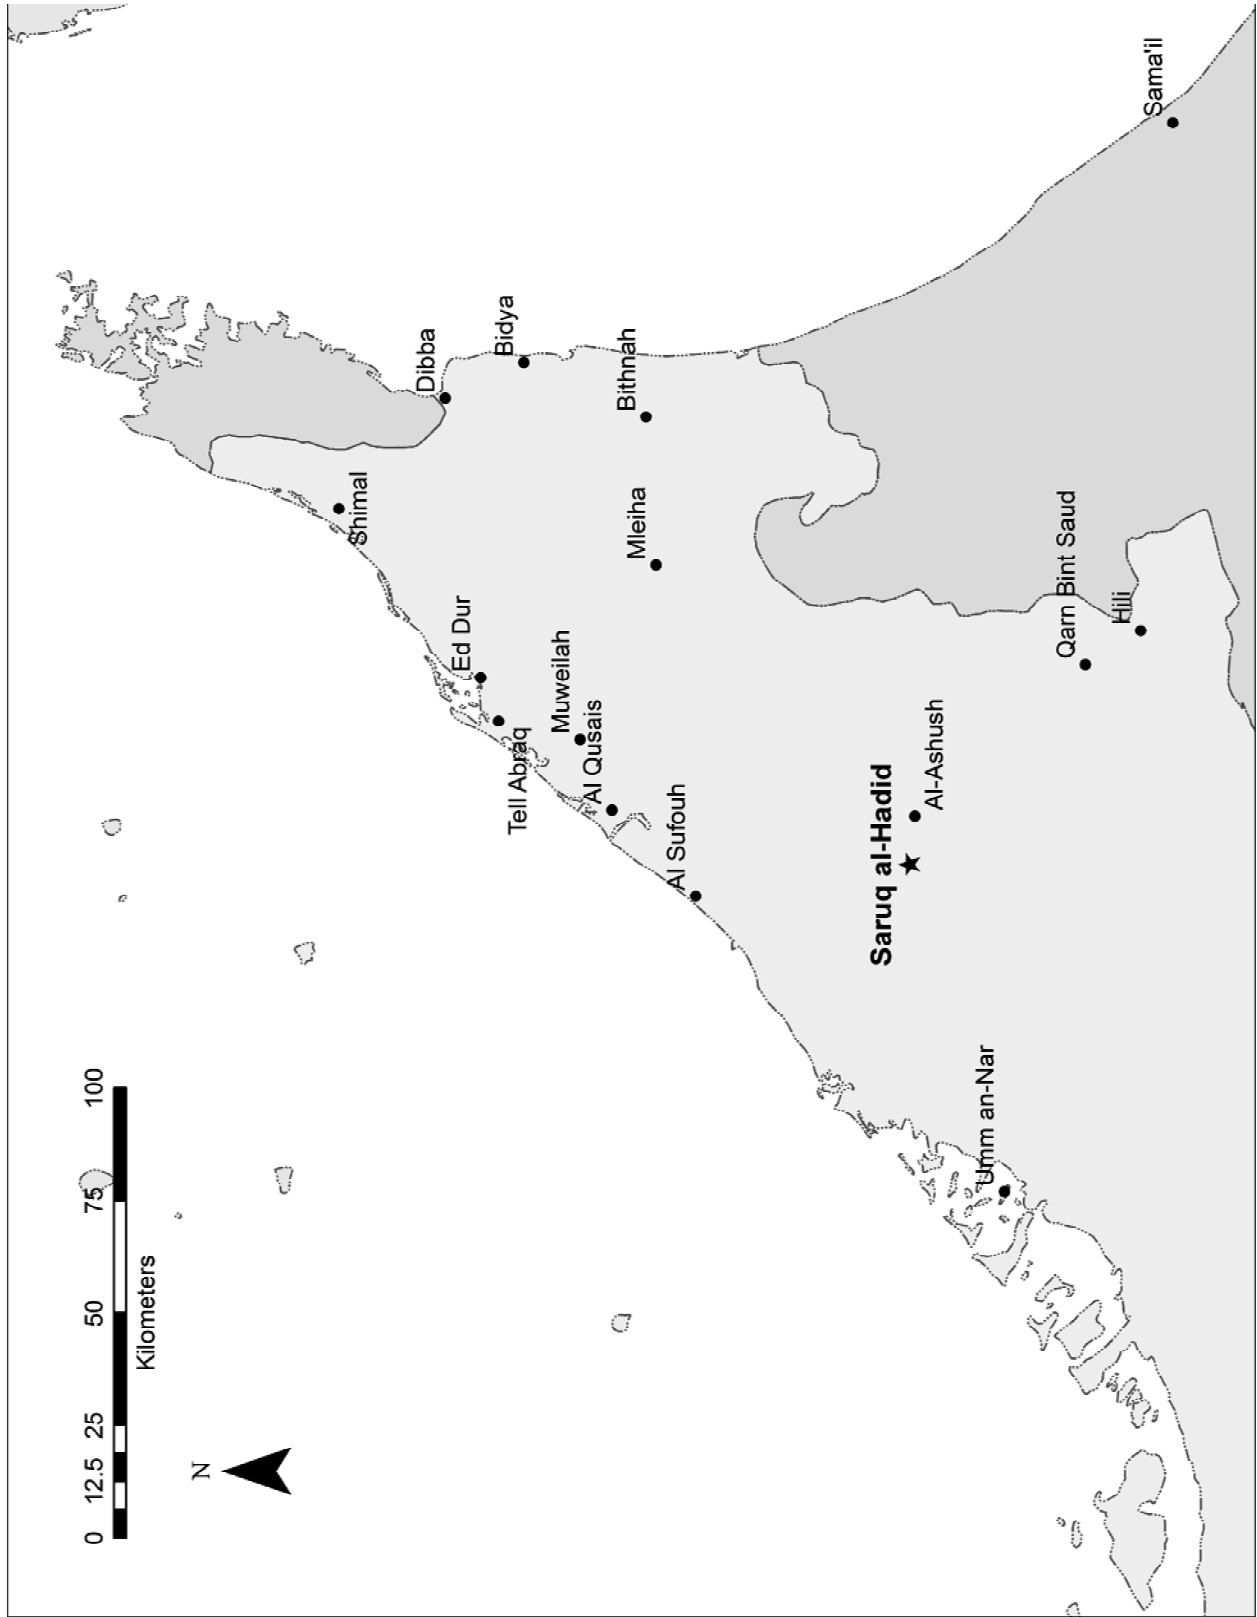 0 12.5 25 50 75 100
Kilometers
N
Shimal
Dibba
Bidya
Ed Dur
Tell Abraq
Muweilah
Al Qusais
Bithnah
Mleiha
Al Sufouh
Saruq al-Hadid
Al-Ashush
Umm an-Nar
Qarn Bint Saud
Hili
Sama'il